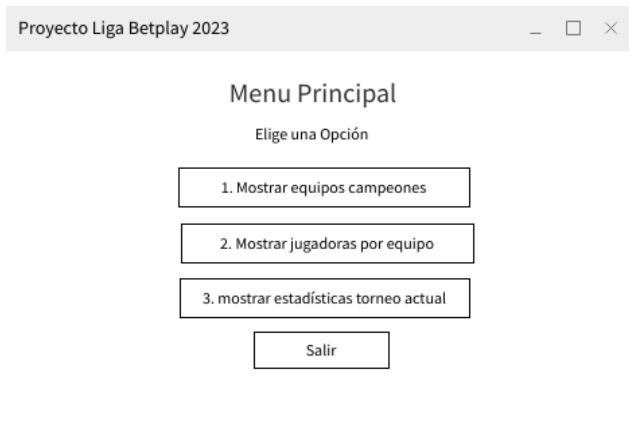 Proyecto Liga Betplay 2023
Menu Principal
Elige una Opción
1. Mostrar equipos campeones
2. Mostrar jugadoras por equipo
3. mostrar estadísticas torneo actual
Salir